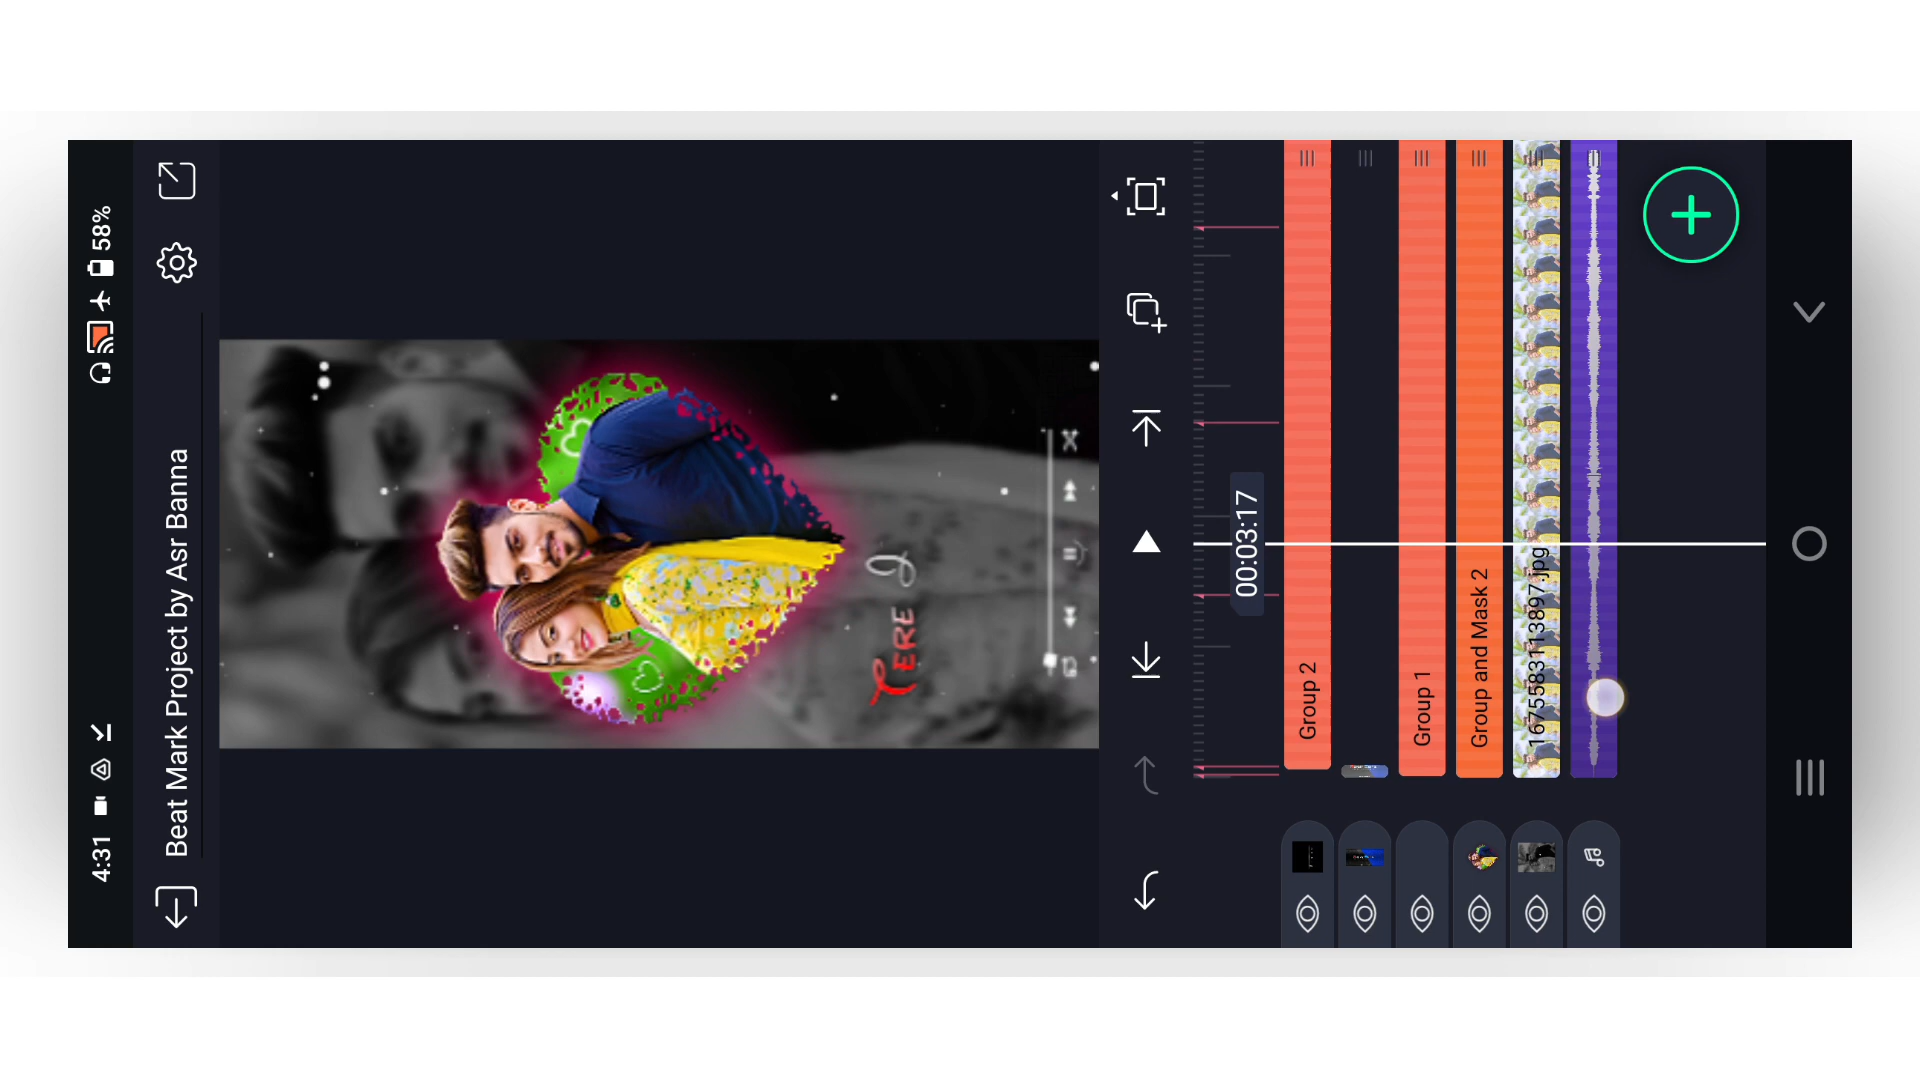 4:31
58%
Beat Mark Project by Asr Banna
TERE
00:03:17
Group 2
Group 1
Group and Mask 2
1675583113897.jpg